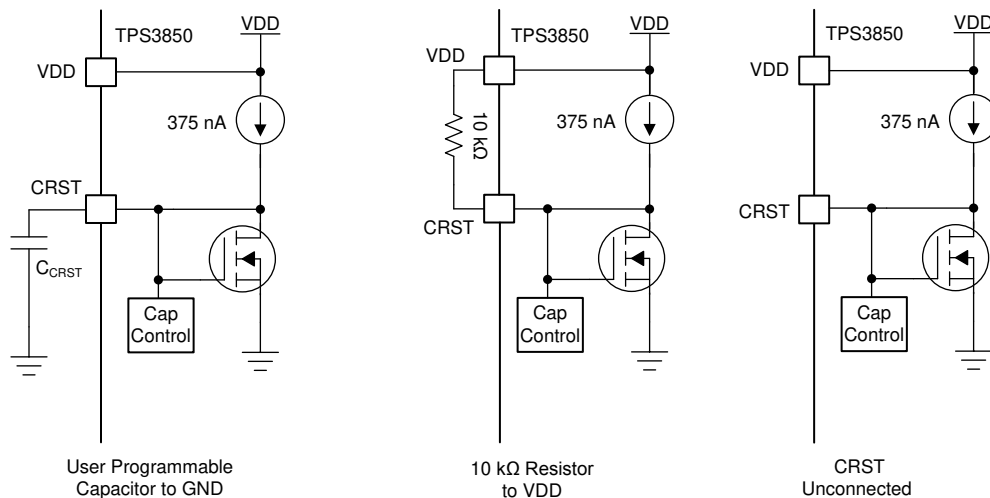 TPS3850
VDD
VDD
375 nA
CRST
CCRST
Cap
Control
User Programmable
Capacitor to GND
TPS3850
VDD
VDD
10 kΩ
375 nA
CRST
Cap
Control
10 kΩ Resistor
to VDD
TPS3850
VDD
VDD
375 nA
CRST
Cap
Control
CRST
Unconnected